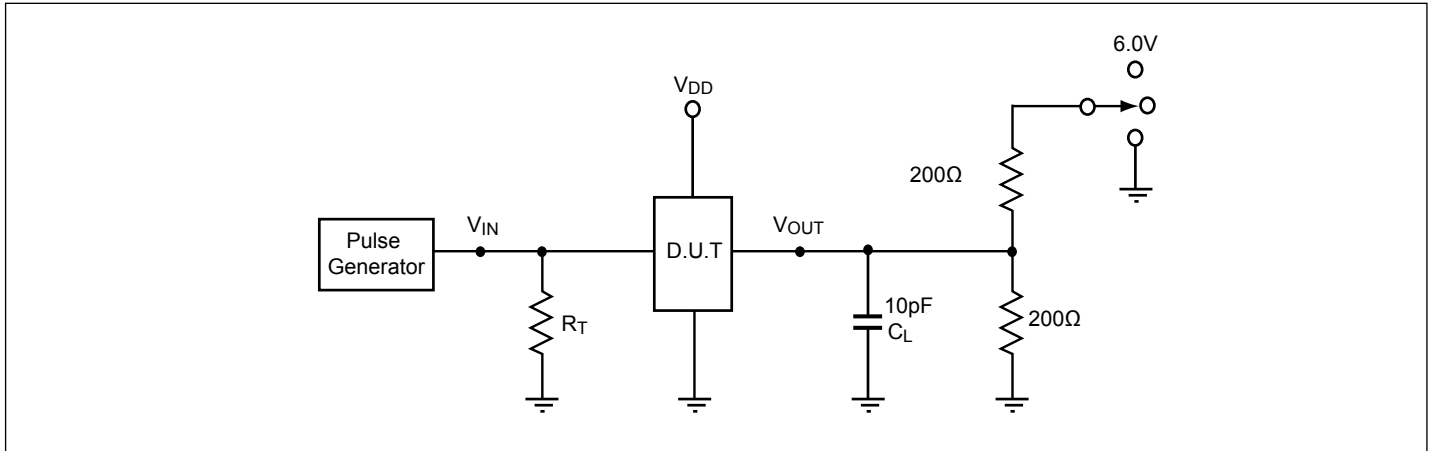 6.0V
VDD
200Ω
VIN
VOUT
Pulse
Generator
D.U.T
RT
10pF
CL
200Ω